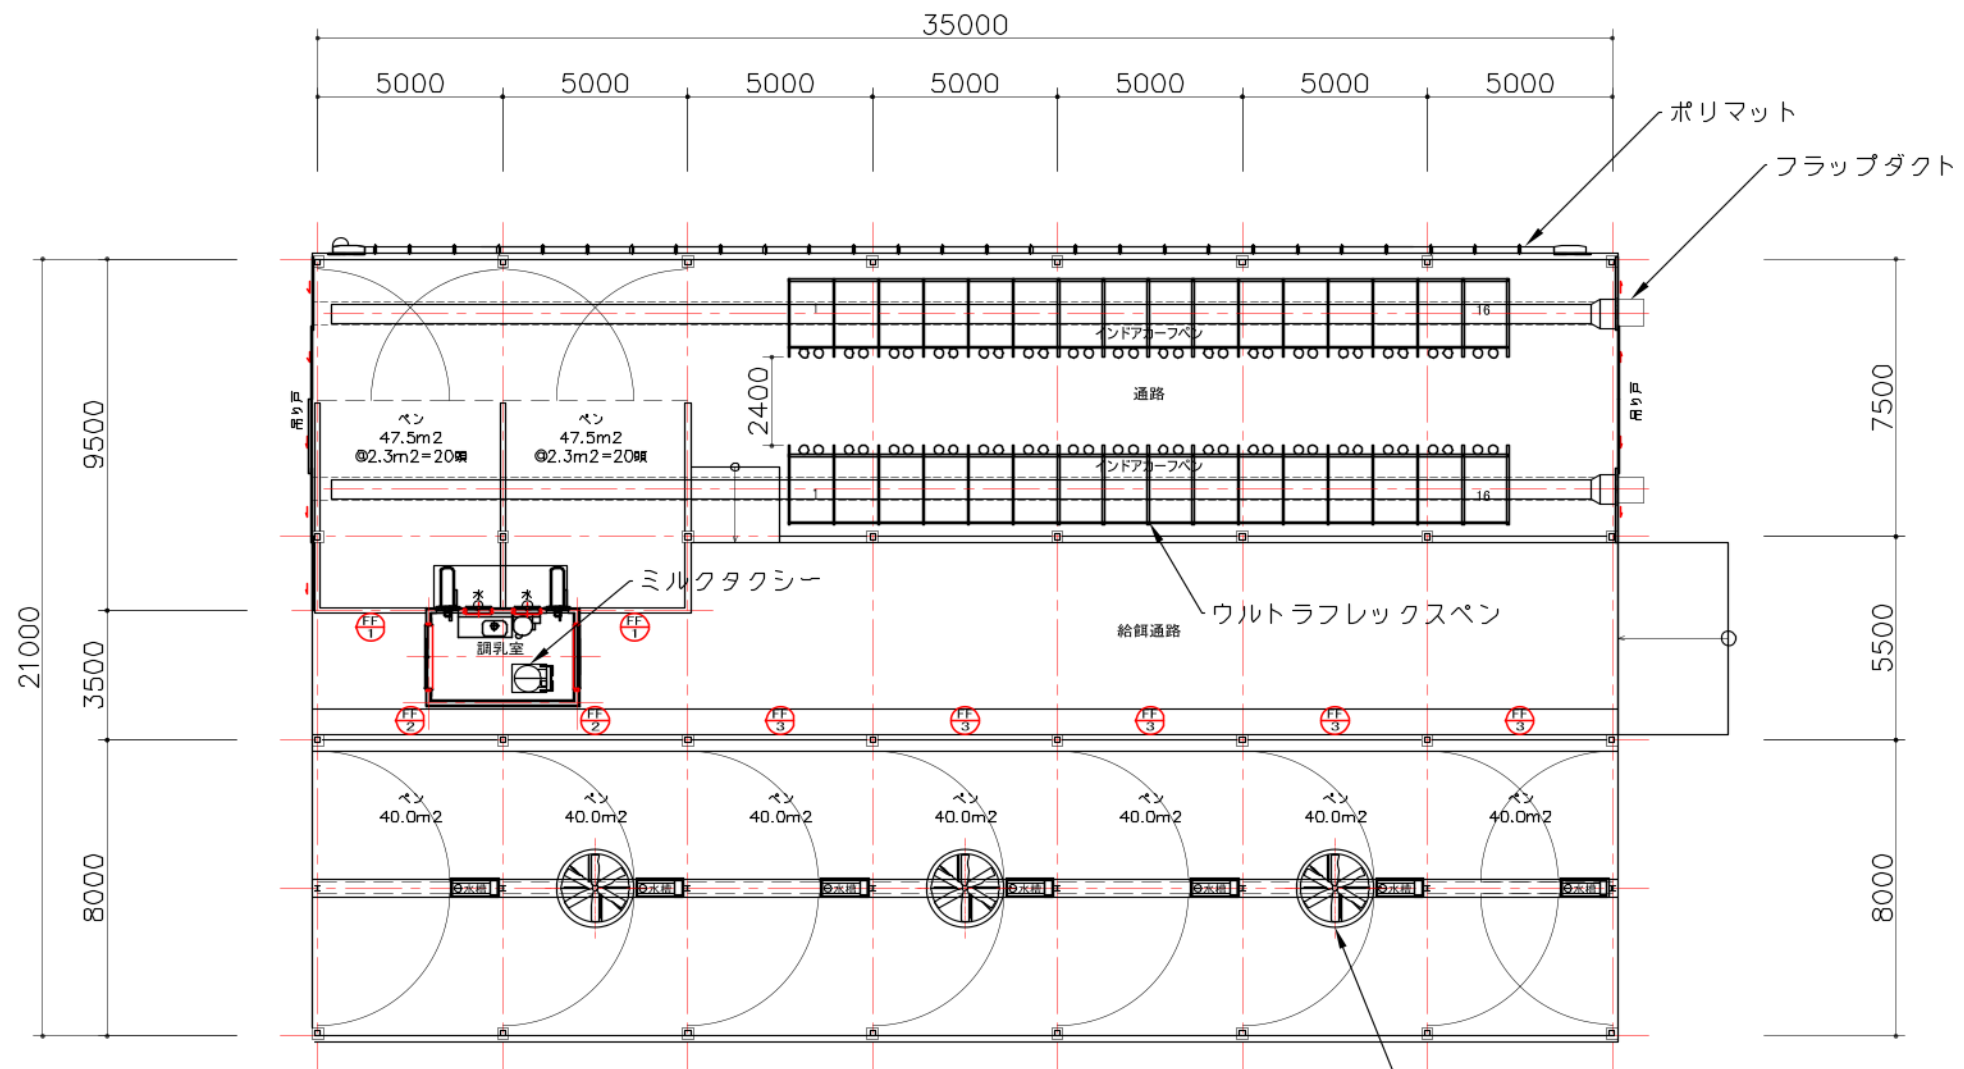 35000
5000 5000 5000 5000 5000 5000 5000
ポリマット
フラップダクト
1 16
インドアカーフペン
2400
通路
吊り戸
吊り戸
9500
7500
ペン
47.5m2
@2.3m2=20頭
ペン
47.5m2
@2.3m2=20頭
インドアカーフペン
1 16
ミルクタクシー
水 水
ウルトラフレックスペン
給餌通路
FF
1
FF
1
調乳室
21000
3500
5500
FF
2
FF
2
FF
3
FF
3
FF
3
FF
3
FF
3
ペン
40.0m2
ペン
40.0m2
ペン
40.0m2
ペン
40.0m2
ペン
40.0m2
ペン
40.0m2
ペン
40.0m2
8000
8000
水槽 水槽 水槽 水槽 水槽 水槽 水槽